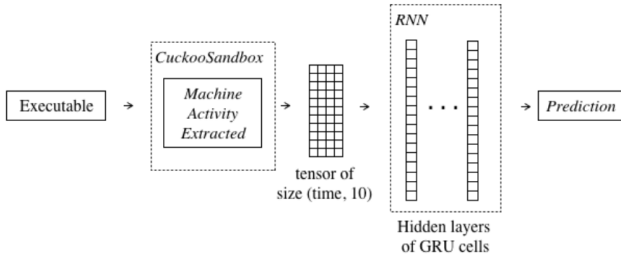 Executable
CuckooSandbox
Machine
Activity
Extracted
tensor of
size (time, 10)
RNN
Hidden layers
of GRU cells
Prediction